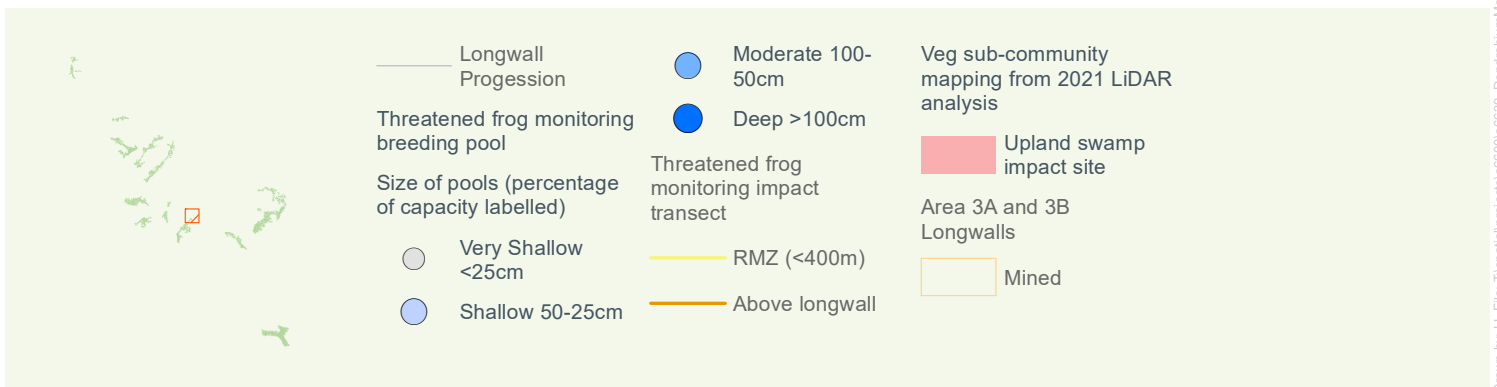 Longwall
Progession
Threatened frog monitoring
breeding pool
Size of pools (percentage
of capacity labelled)
Very Shallow
<25cm
Shallow 50-25cm
Moderate 100-
50cm
Deep >100cm
Threatened frog
monitoring impact
transect
RMZ (<400m)
Above longwall
Veg sub-community
mapping from 2021 LiDAR
analysis
Upland swamp
impact site
Area 3A and 3B
Longwalls
Mined